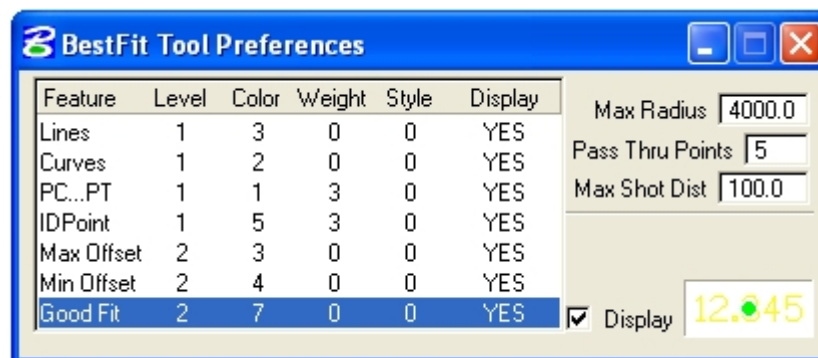 BestFit Tool Preferences
Feature Level Color Weight Style Display
Lines 1 3 0 0 YES
Curves 1 2 0 0 YES
PC...PT 1 1 3 0 YES
IDPoint 1 5 3 0 YES
Max Offset 2 3 0 0 YES
Min Offset 2 4 0 0 YES
Good Fit 2 7 0 0 YES
Max Radius 4000.0
Pass Thru Points 5
Max Shot Dist 100.0
Display 12.345